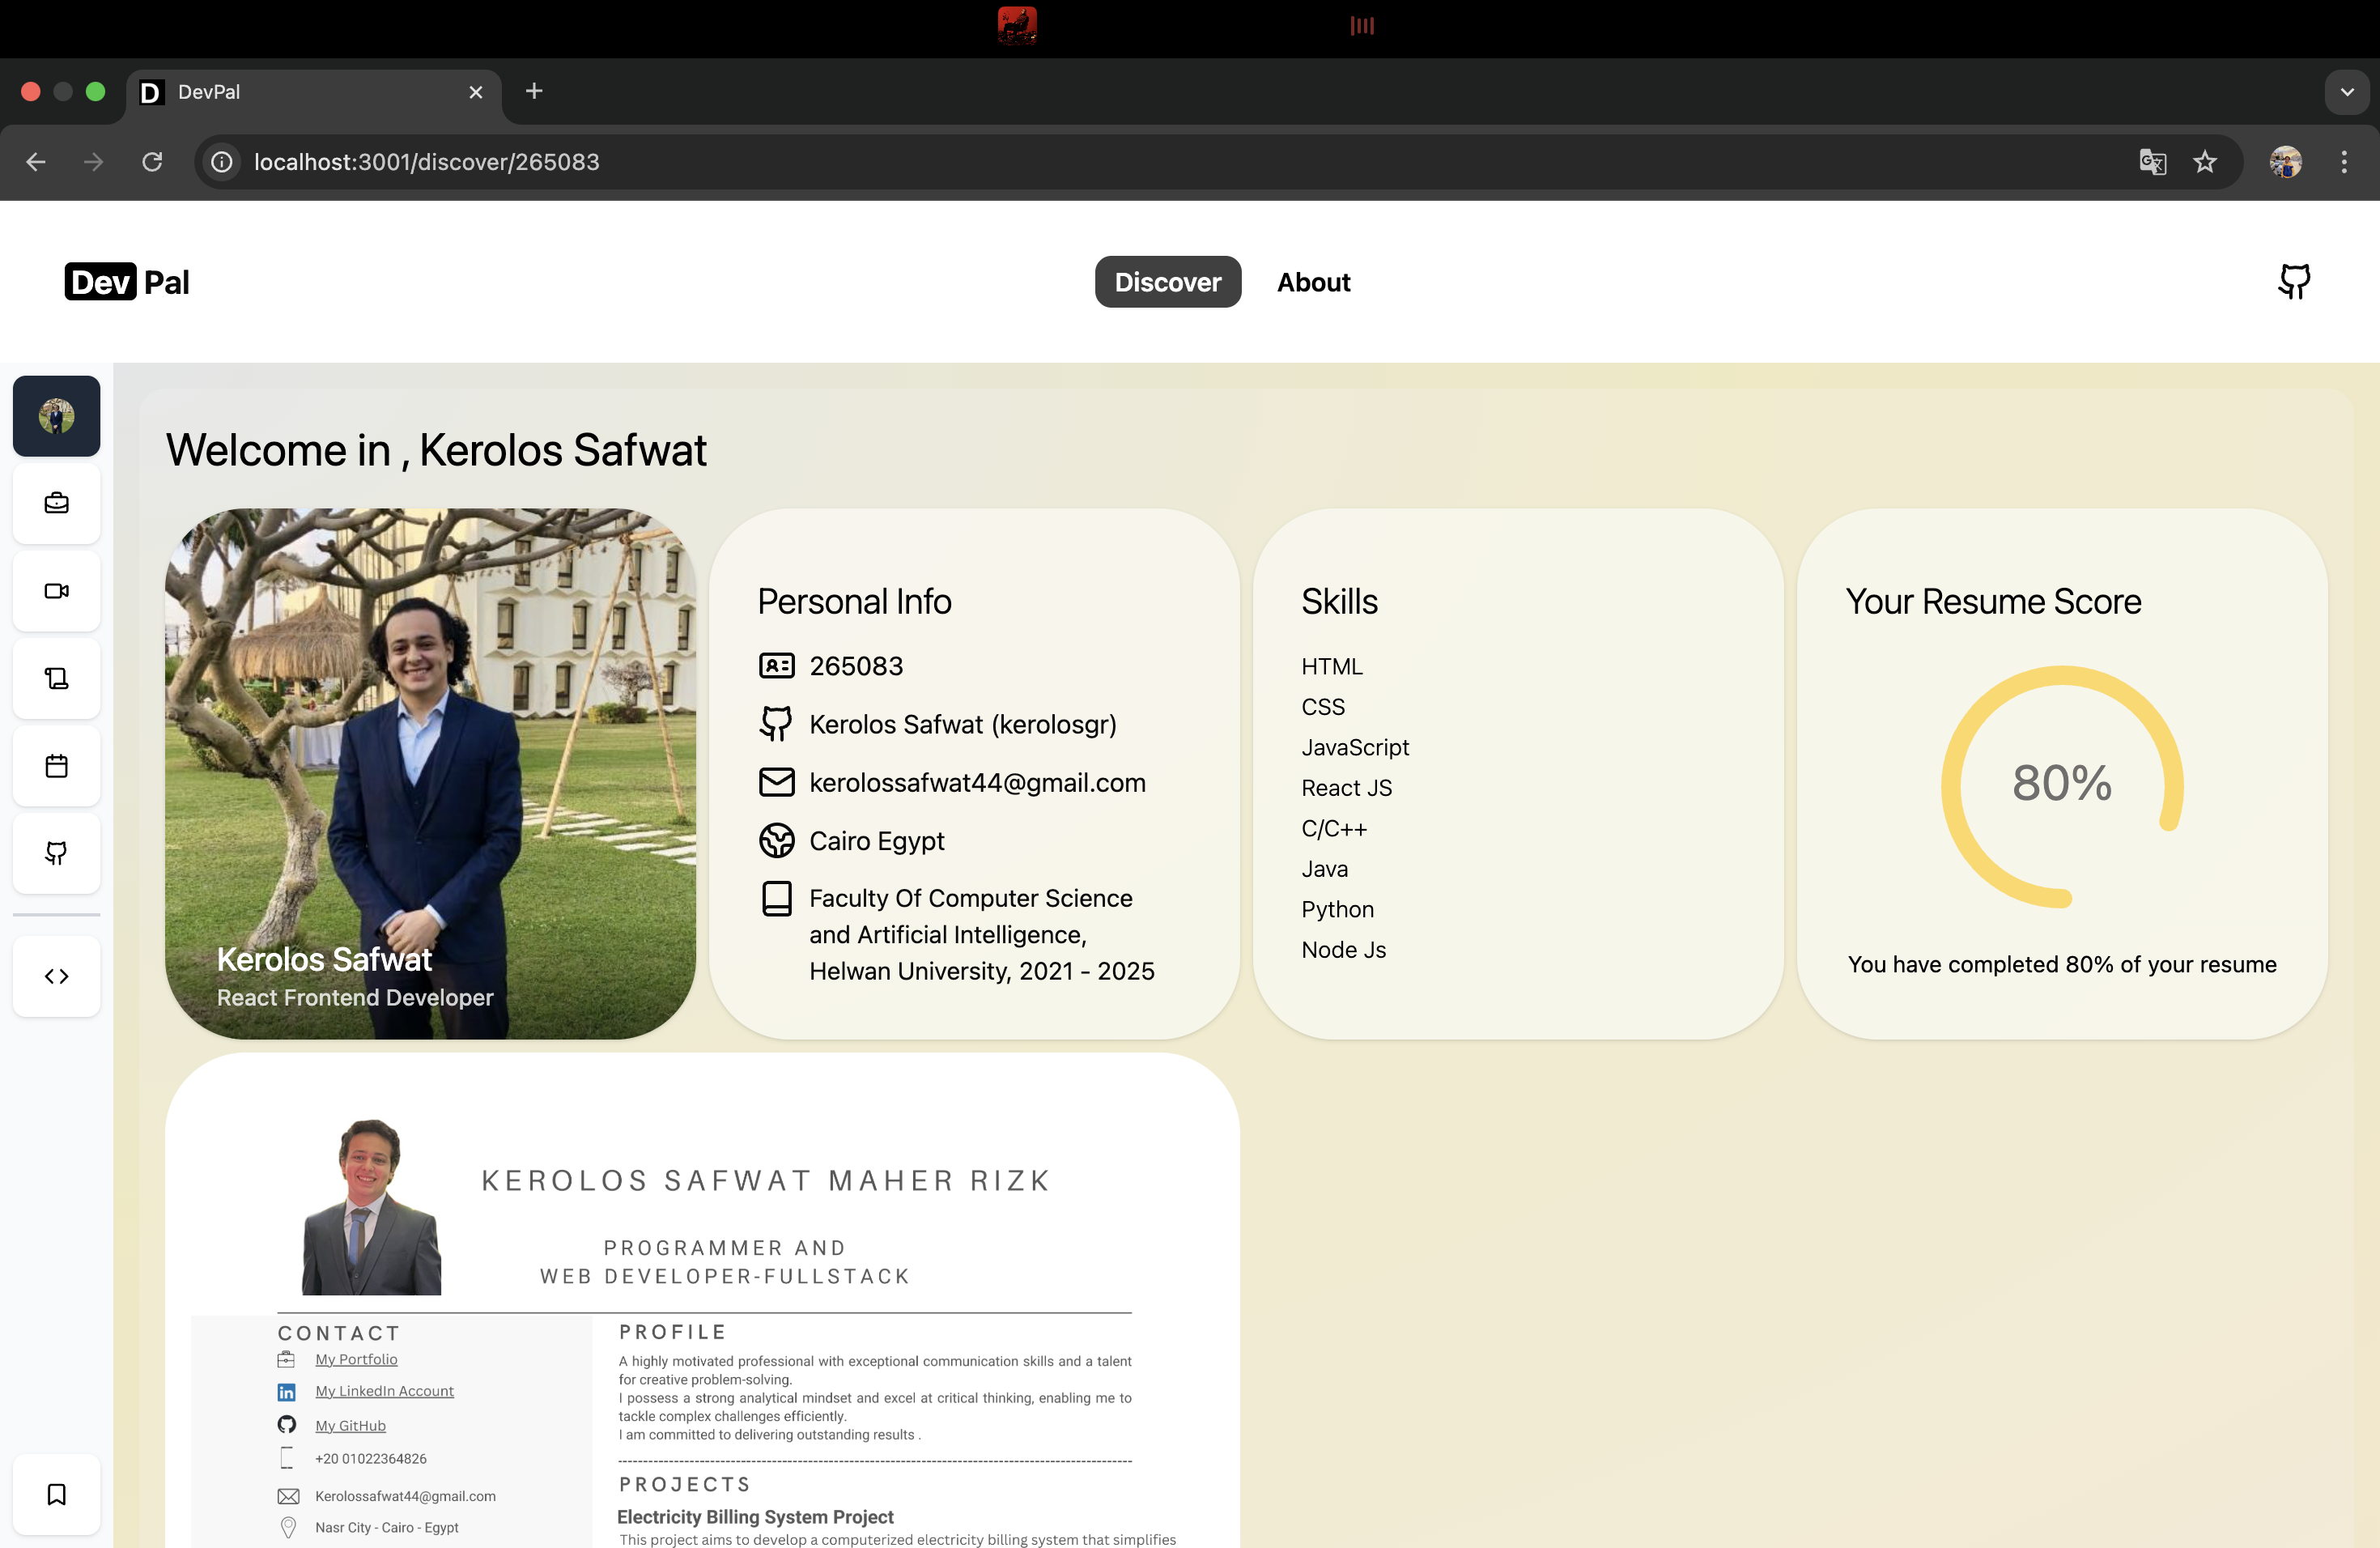 D DevPal
localhost:3001/discover/265083
Dev Pal
Discover
About
Welcome in , Kerolos Safwat
Kerolos Safwat
React Frontend Developer
Personal Info
265083
Kerolos Safwat (kerolosgr)
kerolossafwat44@gmail.com
Cairo Egypt
Faculty Of Computer Science
and Artificial Intelligence,
Helwan University, 2021 - 2025
Skills
HTML
CSS
JavaScript
React JS
C/C++
Java
Python
Node Js
Your Resume Score
80%
You have completed 80% of your resume
KEROLOS SAFWAT MAHER RIZK
PROGRAMMER AND
WEB DEVELOPER-FULLSTACK
CONTACT
My Portfolio
in My LinkedIn Account
My GitHub
+20 01022364826
Kerolossafwat44@gmail.com
Nasr City - Cairo - Egypt
PROFILE
A highly motivated professional with exceptional communication skills and a talent
for creative problem-solving.
I possess a strong analytical mindset and excel at critical thinking, enabling me to
tackle complex challenges efficiently.
I am committed to delivering outstanding results .
PROJECTS
Electricity Billing System Project
This project aims to develop a computerized electricity billing system that simplifies